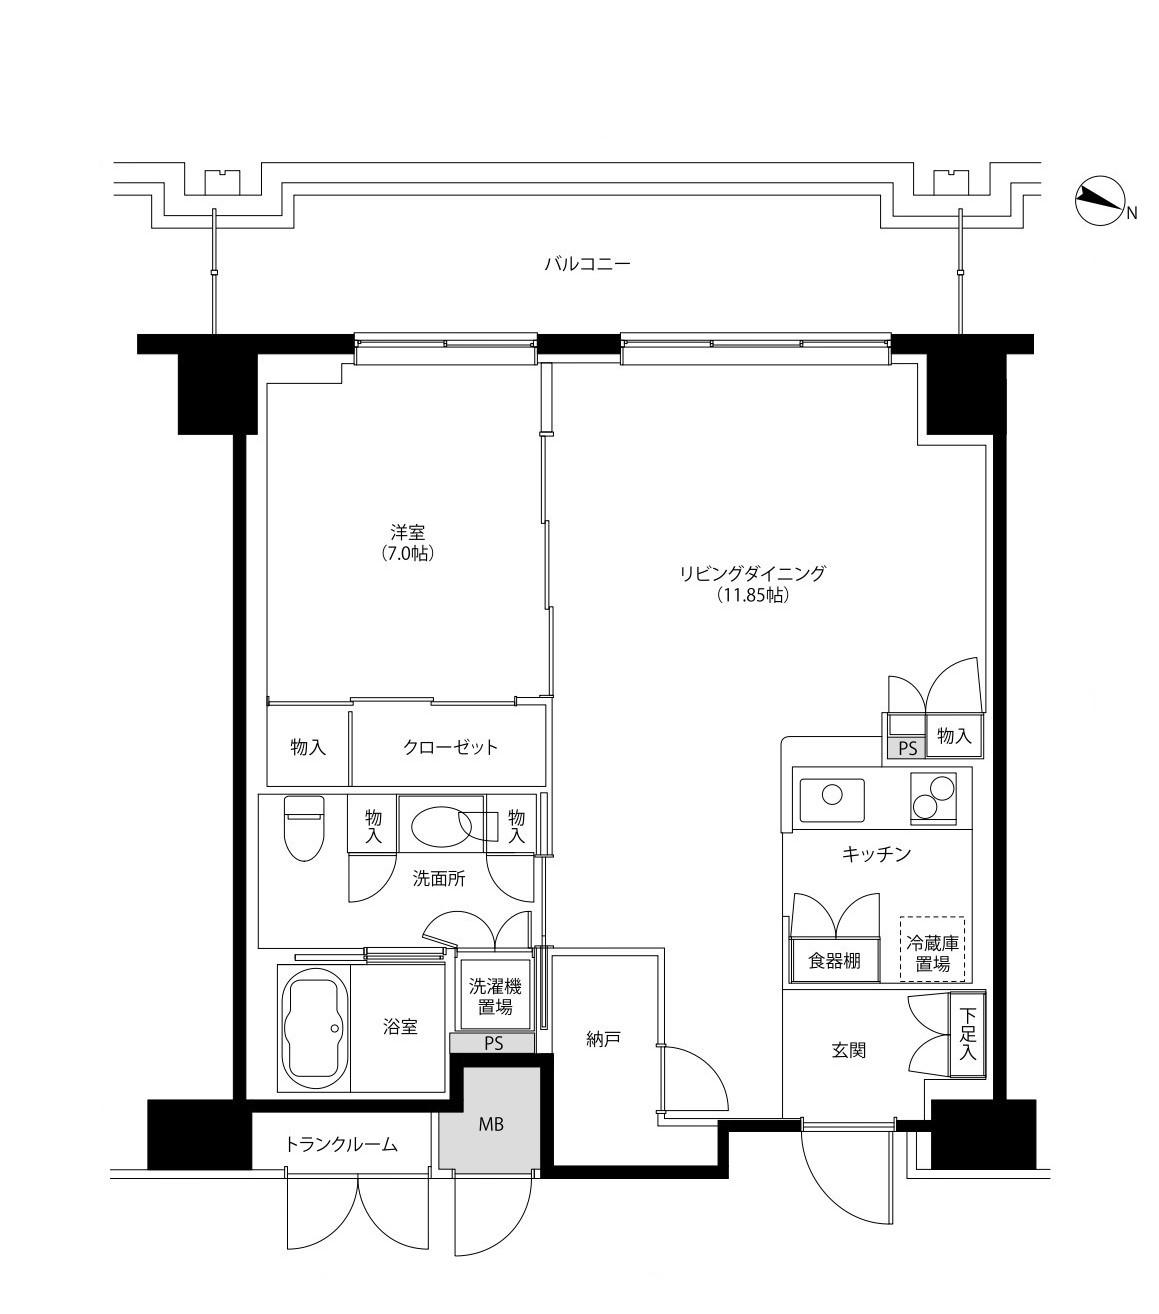 N
バルコニー
洋室
(7.0帖)
リビングダイニング
(11.85帖)
物入
クローゼット
PS
物入
物入
物入
洗面所
キッチン
食器棚
冷蔵庫
置場
洗濯機
置場
PS
浴室
納戸
玄関
下足入
MB
トランクルーム